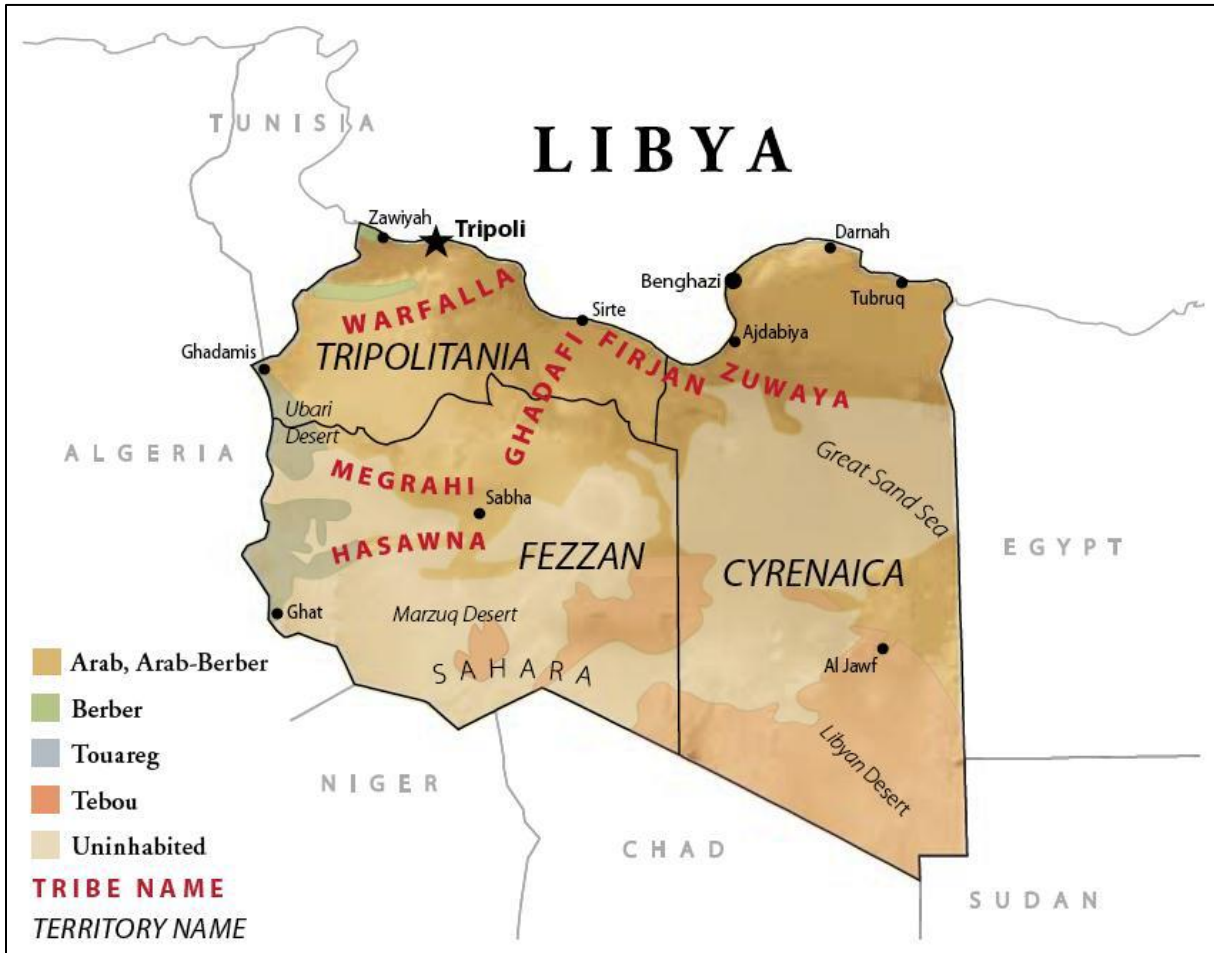 LIBYA
TUNISIA
Zawiyah
Tripoli
Darnah
Benghazi
Tubruq
WARFALLA
Sirte
Ajdabiya
Ghadamis
TRIPOLITANIA
GHADAFI
FIRJAN
ZUWAYA
Ubari
Desert
ALGERIA
MEGRAHI
Sabha
Great Sand Sea
HASAWNA
FEZZAN
CYRENAICA
EGYPT
Ghat
Marzuq Desert
SAHARA
Al Jawf
Libyan Desert
NIGER
CHAD
SUDAN
Arab, Arab-Berber
Berber
Touareg
Tebou
Uninhabited
TRIBE NAME
TERRITORY NAME